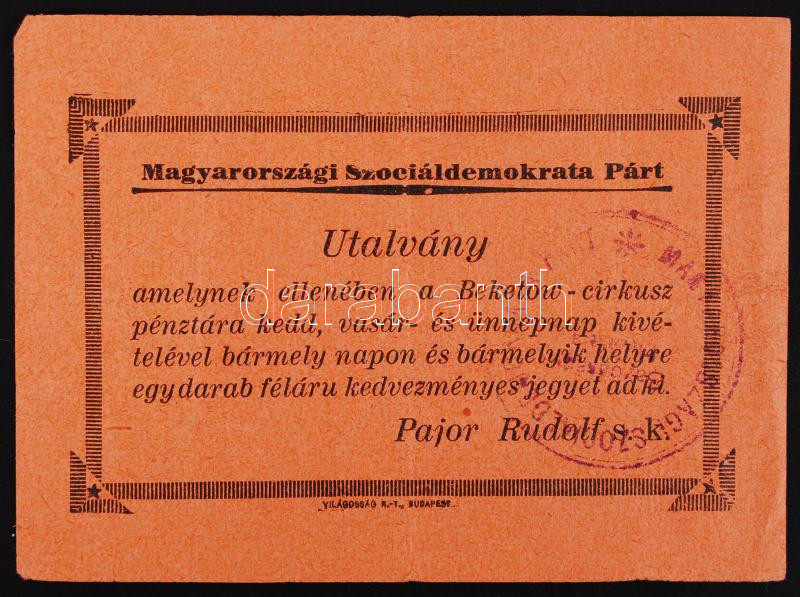 Magyarországi Szociáldemokrata Párt
Utalvány
amelynek ellenében a Beketow-cirkusz
pénztára kedd, vasár- és ünnepnap kivé-
telével bármely napon és bármelyik helyre
egy darab féláru kedvezményes jegyet ad ki.
Pajor Rudolf s. k.
VILÁGOSSÁG R.-T., BUDAPEST.
darabanth